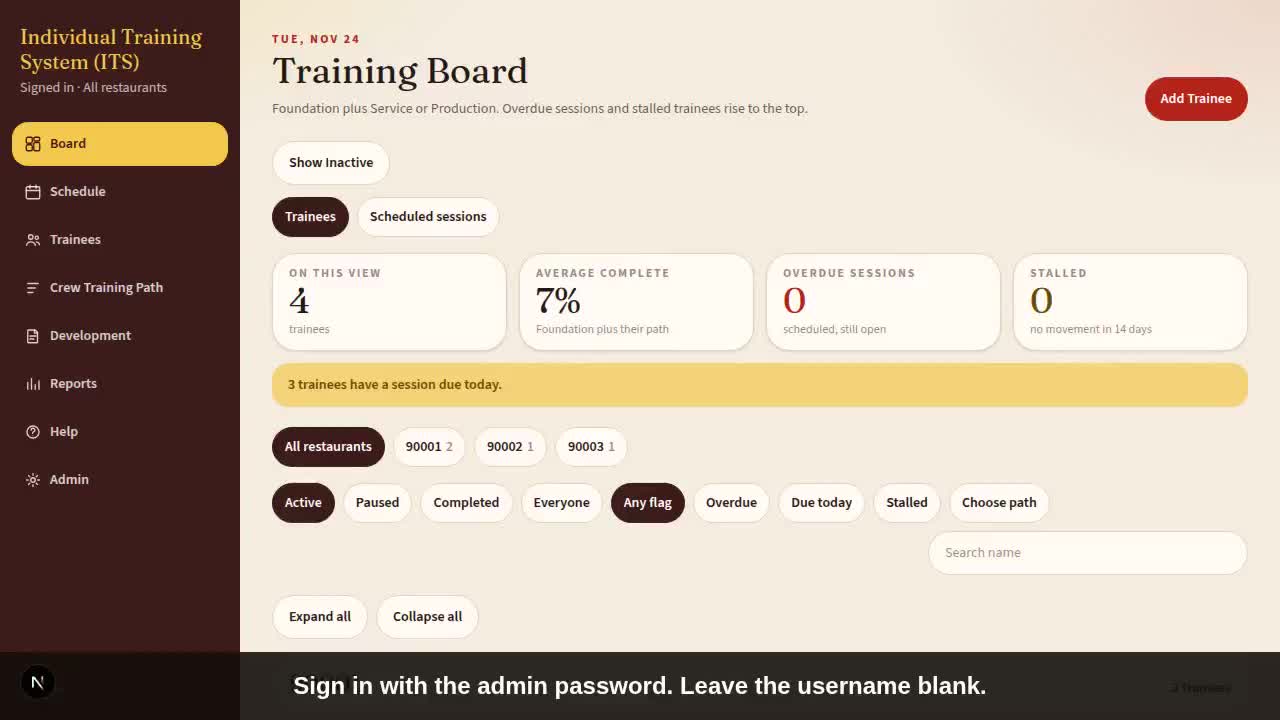 Individual Training
System (ITS)
Signed in · All restaurants
Board
Schedule
Trainees
Crew Training Path
Development
Reports
Help
Admin
TUE, NOV 24
Training Board
Foundation plus Service or Production. Overdue sessions and stalled trainees rise to the top.
Add Trainee
Show Inactive
Trainees
Scheduled sessions
ON THIS VIEW
4
trainees
AVERAGE COMPLETE
7%
Foundation plus their path
OVERDUE SESSIONS
0
scheduled, still open
STALLED
0
no movement in 14 days
3 trainees have a session due today.
All restaurants
90001 2
90002 1
90003 1
Active
Paused
Completed
Everyone
Any flag
Overdue
Due today
Stalled
Choose path
Search name
Expand all
Collapse all
N
Sign in with the admin password. Leave the username blank.